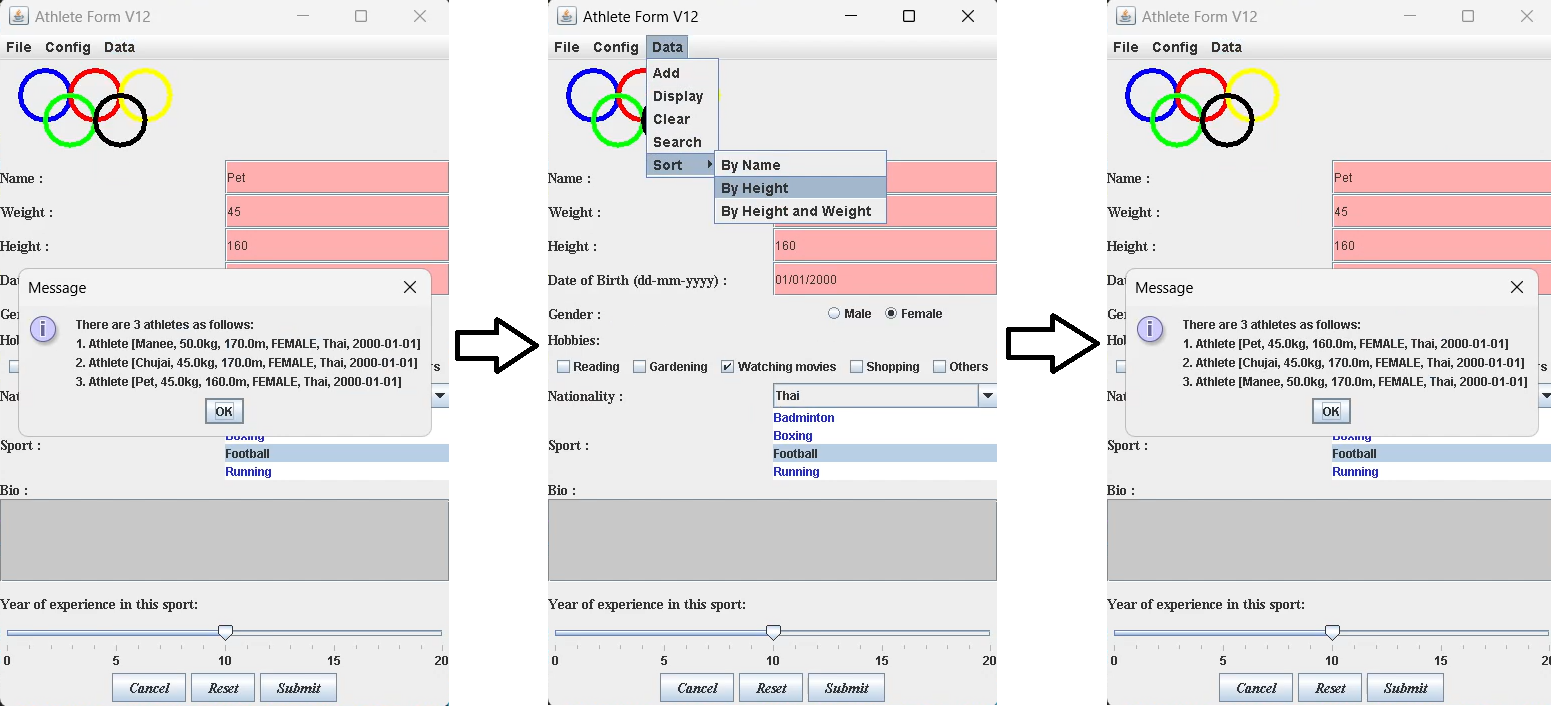 Athlete Form V12
File Config Data
Name :
Pet
Weight :
45
Height :
160
Da
Message
There are 3 athletes as follows:
1. Athlete [Manee, 50.0kg, 170.0m, FEMALE, Thai, 2000-01-01]
2. Athlete [Chujai, 45.0kg, 170.0m, FEMALE, Thai, 2000-01-01]
3. Athlete [Pet, 45.0kg, 160.0m, FEMALE, Thai, 2000-01-01]
OK
Ge
Hol
rs
Nat
Boxing
Sport :
Football
Running
Bio :
Year of experience in this sport:
0 5 10 15 20
Cancel Reset Submit
Athlete Form V12
File Config Data
Add
Display
Clear
Search
Sort
By Name
By Height
By Height and Weight
Name :
Weight :
Height :
160
Date of Birth (dd-mm-yyyy) :
01/01/2000
Gender :
Male Female
Hobbies:
Reading Gardening Watching movies Shopping Others
Nationality :
Thai
Badminton
Boxing
Sport :
Football
Running
Bio :
Year of experience in this sport:
0 5 10 15 20
Cancel Reset Submit
Athlete Form V12
File Config Data
Name :
Pet
Weight :
45
Height :
160
Da
Message
There are 3 athletes as follows:
1. Athlete [Pet, 45.0kg, 160.0m, FEMALE, Thai, 2000-01-01]
2. Athlete [Chujai, 45.0kg, 170.0m, FEMALE, Thai, 2000-01-01]
3. Athlete [Manee, 50.0kg, 170.0m, FEMALE, Thai, 2000-01-01]
OK
Ge
Hol
rs
Nat
Boxing
Sport :
Football
Running
Bio :
Year of experience in this sport:
0 5 10 15 20
Cancel Reset Submit